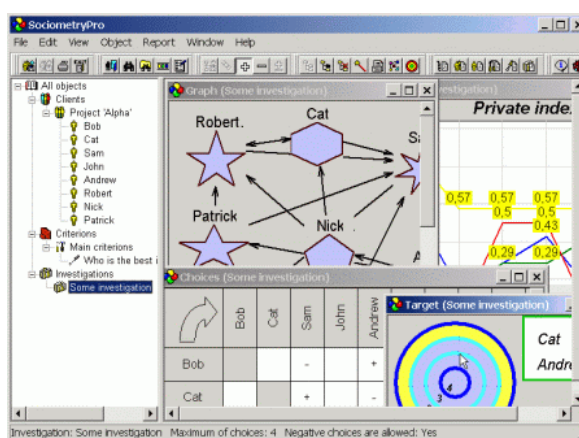 SociometryPro
File Edit View Object Report Window Help
All objects
Clients
Project 'Alpha'
Bob
Cat
Sam
John
Andrew
Robert
Nick
Patrick
Criterions
Main criterions
Who is the best i
Investigations
Some investigation
Graph (Some investigation)
Robert.
Cat
Sa
Patrick
Nick
A
vestigation)
Private inde
0,57 0,57 0,57
0,5 0,5
0,43
0,29 0,29
Choices (Some investigation)
Bob Cat Sam John Andrew
Bob - +
Cat + -
Target (Some investigation)
4
3
Cat
Andre
Investigation: Some investigation Maximum of choices: 4 Negative choices are allowed: Yes